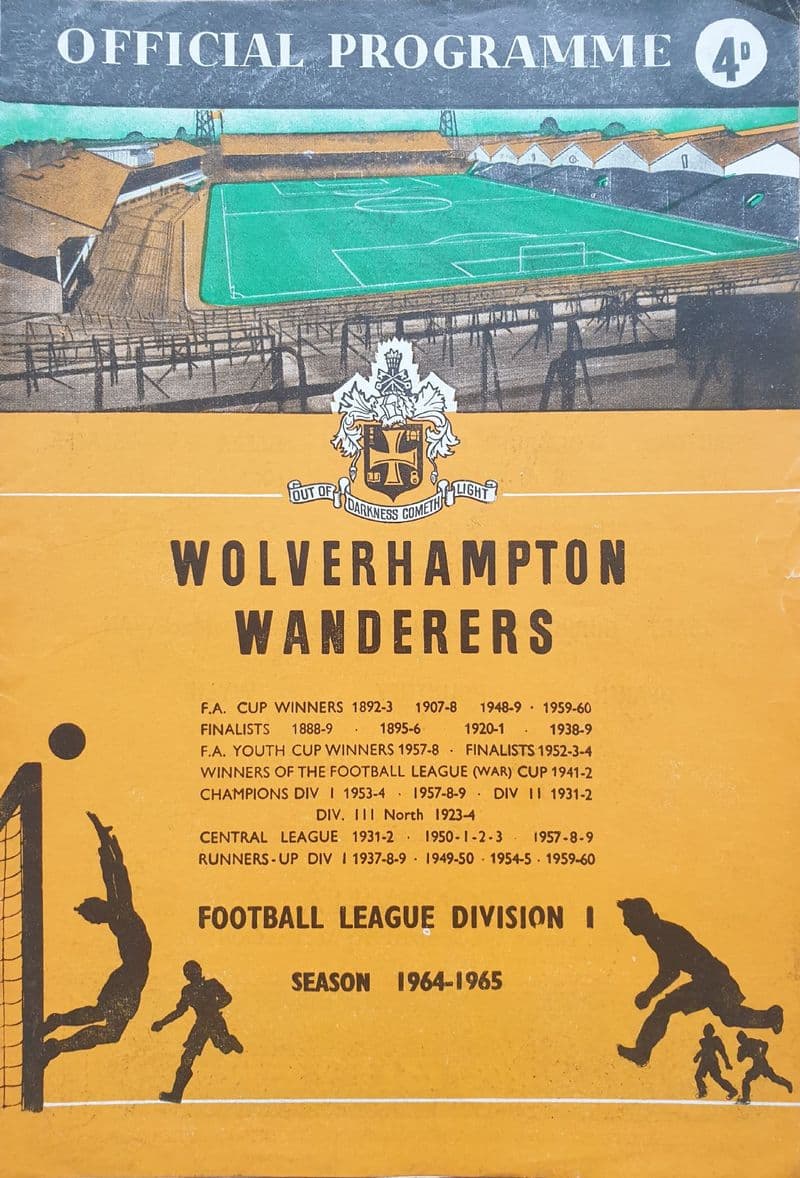 OFFICIAL PROGRAMME 4D
OUT OF DARKNESS COMETH LIGHT
WOLVERHAMPTON
WANDERERS
F.A. CUP WINNERS 1892-3 1907-8 1948-9 · 1959-60
FINALISTS 1888-9 · 1895-6 1920-1 · 1938-9
F.A. YOUTH CUP WINNERS 1957-8 · FINALISTS 1952-3-4
WINNERS OF THE FOOTBALL LEAGUE (WAR) CUP 1941-2
CHAMPIONS DIV I 1953-4 · 1957-8-9 · DIV II 1931-2
DIV. III North 1923-4
CENTRAL LEAGUE 1931-2 · 1950-1-2-3 · 1957-8-9
RUNNERS-UP DIV I 1937-8-9 · 1949-50 · 1954-5 · 1959-60
FOOTBALL LEAGUE DIVISION I
SEASON 1964-1965